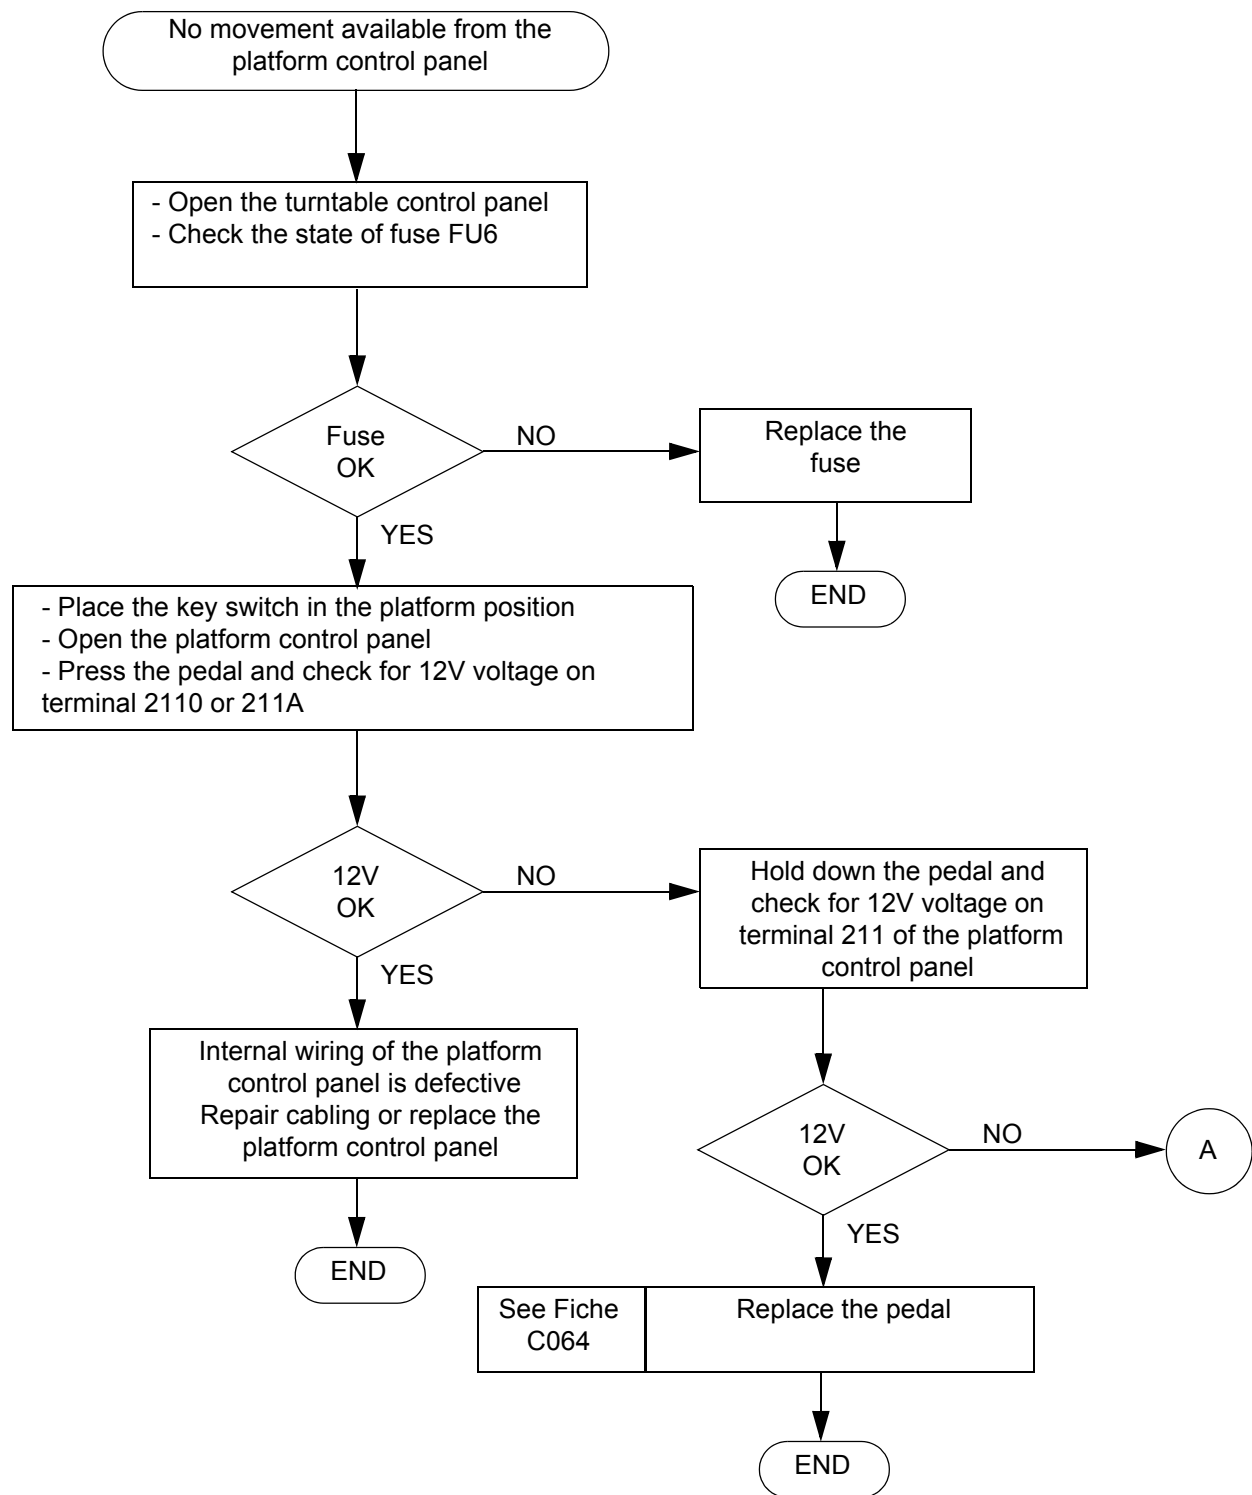 No movement available from the
platform control panel
- Open the turntable control panel
- Check the state of fuse FU6
Fuse
OK
NO
Replace the
fuse
YES
END
- Place the key switch in the platform position
- Open the platform control panel
- Press the pedal and check for 12V voltage on
terminal 2110 or 211A
12V
OK
NO
Hold down the pedal and
check for 12V voltage on
terminal 211 of the platform
control panel
YES
Internal wiring of the platform
control panel is defective
Repair cabling or replace the
platform control panel
12V
OK
NO
A
YES
END
See Fiche
C064
Replace the pedal
END